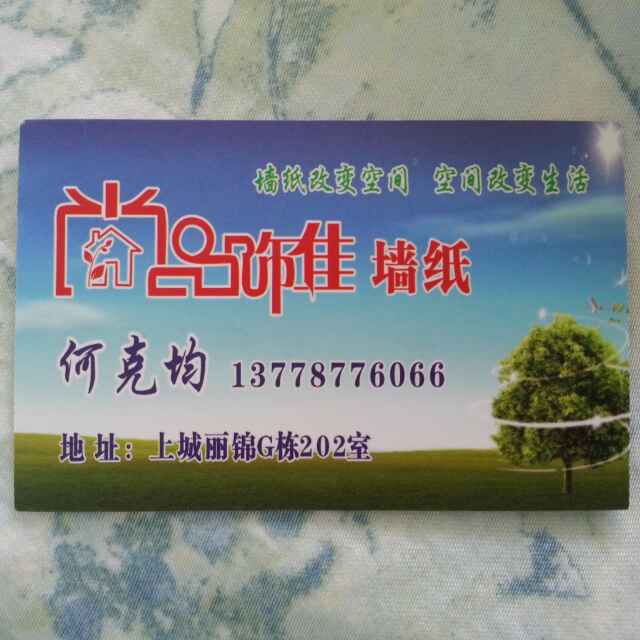 墙纸改变空间 空间改变生活
尚品饰佳 墙纸
何克均 13778776066
地 址：上城丽锦G栋202室